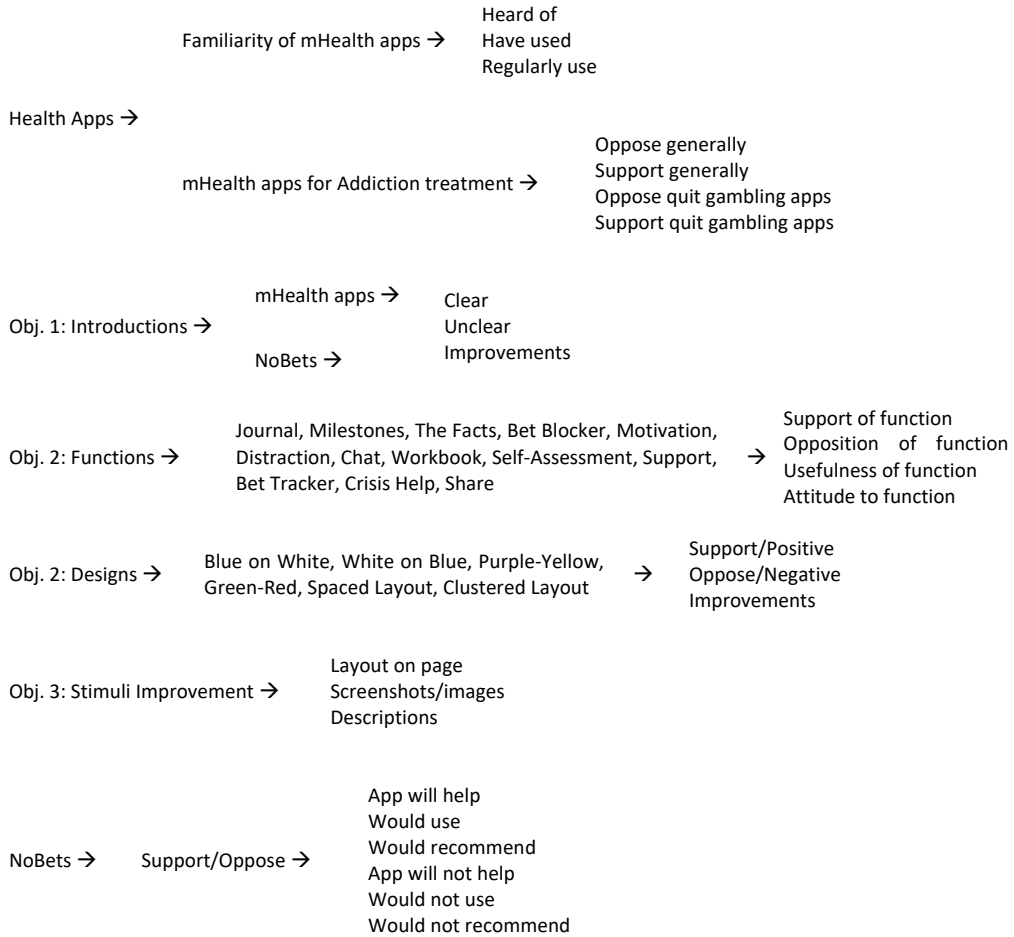 Heard of
Familiarity of mHealth apps →
Have used
Regularly use
Health Apps →
Oppose generally
Support generally
mHealth apps for Addiction treatment →
Oppose quit gambling apps
Support quit gambling apps
mHealth apps →
Clear
Obj. 1: Introductions →
Unclear
Improvements
NoBets →
Journal, Milestones, The Facts, Bet Blocker, Motivation,
Obj. 2: Functions →
Distraction, Chat, Workbook, Self-Assessment, Support,
Bet Tracker, Crisis Help, Share
→
Support of function
Opposition of function
Usefulness of function
Attitude to function
Obj. 2: Designs →
Blue on White, White on Blue, Purple-Yellow,
Green-Red, Spaced Layout, Clustered Layout
→
Support/Positive
Oppose/Negative
Improvements
Obj. 3: Stimuli Improvement →
Layout on page
Screenshots/images
Descriptions
NoBets →
Support/Oppose →
App will help
Would use
Would recommend
App will not help
Would not use
Would not recommend